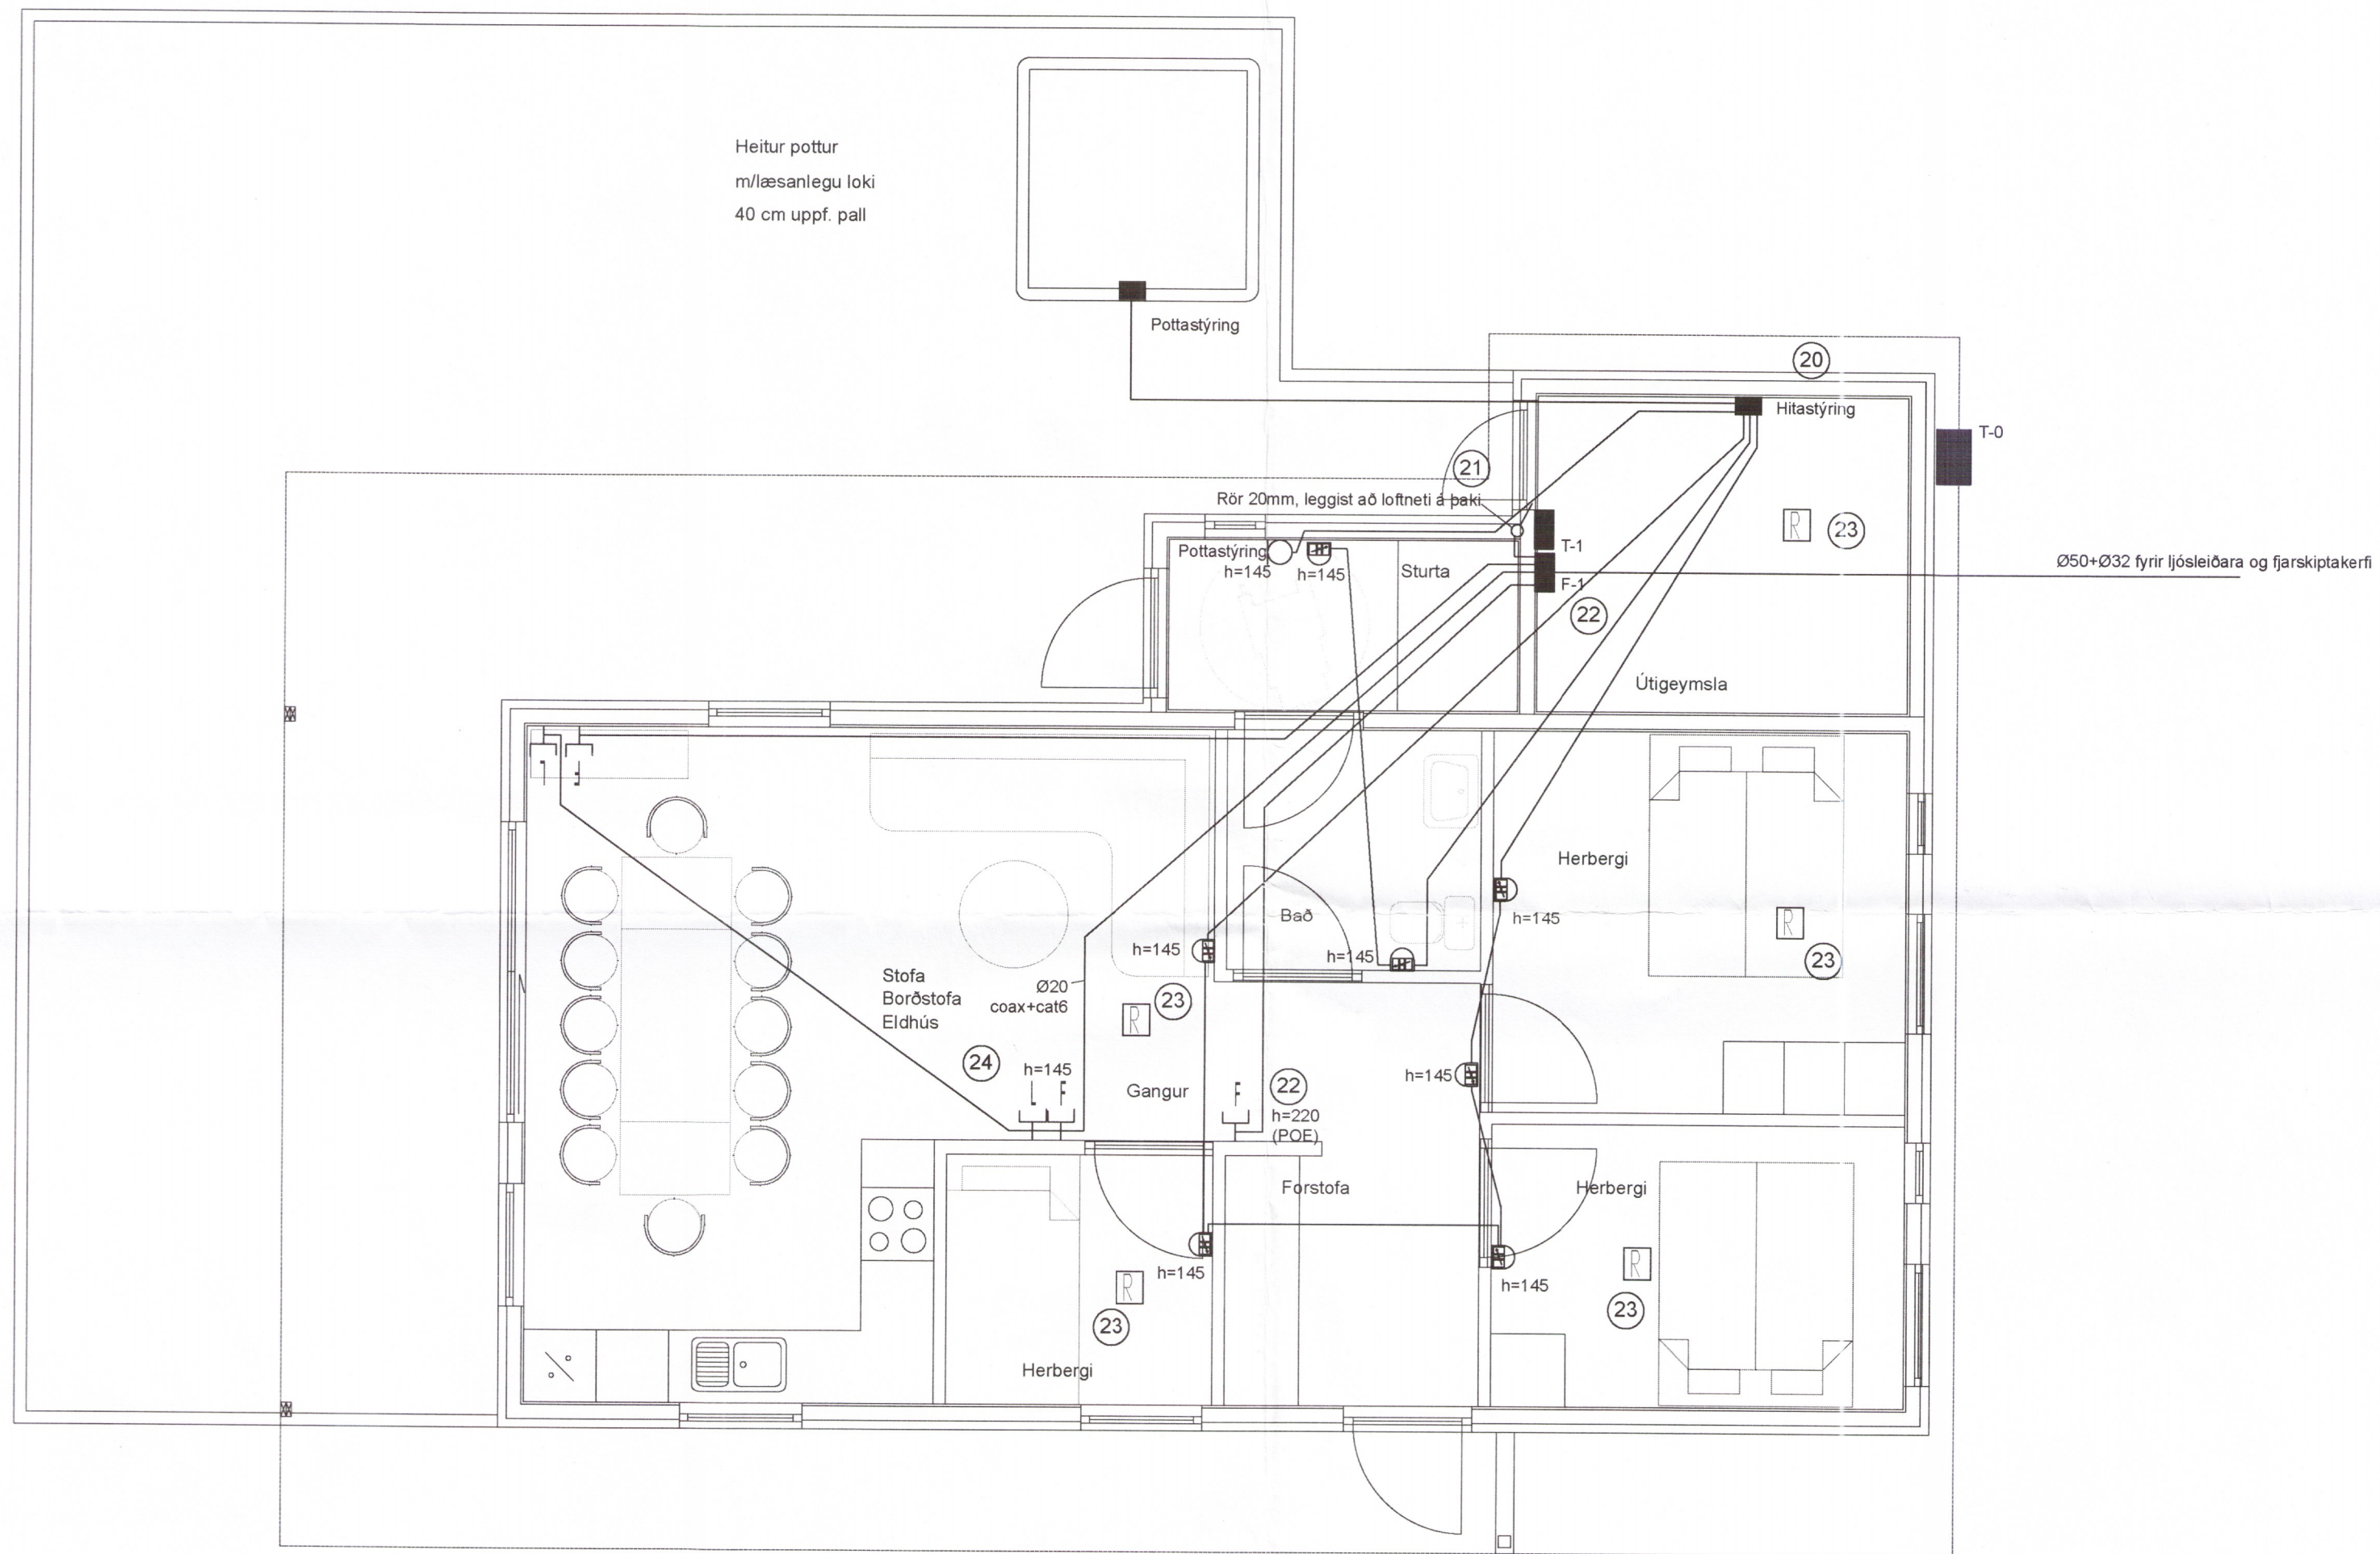 Heitur pottur
m/læsanlegu loki
40 cm uppf. pall
Pottastýring
20
Hitastýring
T-0
21
Rör 20mm, leggist að loftneti á þaki
R
23
Pottastýring
h=145
h=145
Sturta
T-1
F-1
22
Ø50+Ø32 fyrir ljósleiðara og fjarskiptakerfi
Útigeymsla
Herbergi
h=145
R
23
Bað
h=145
h=145
Stofa
Borðstofa
Eldhús
Ø20
coax+cat6
R
23
24
h=145
L
F
Gangur
F
22
h=220
(POE)
h=145
Forstofa
Herbergi
h=145
R
23
h=145
R
23
Herbergi